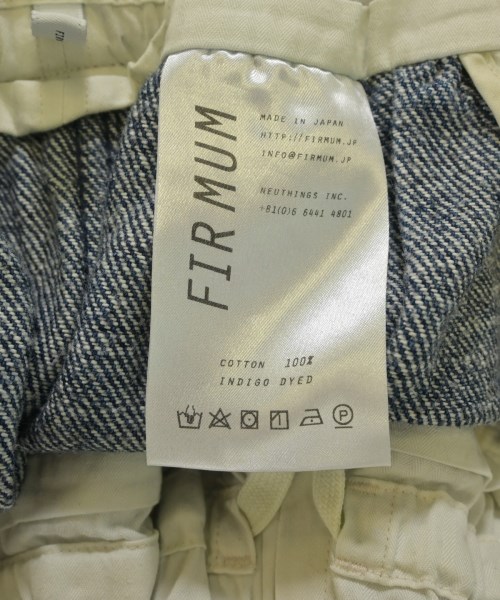 FIRMUM
MADE IN JAPAN
HTTP://FIRMUM.JP
INFO@FIRMUM.JP
NEUTHINGS INC.
+81(0)6 6441 4801
COTTON 100%
INDIGO DYED
P